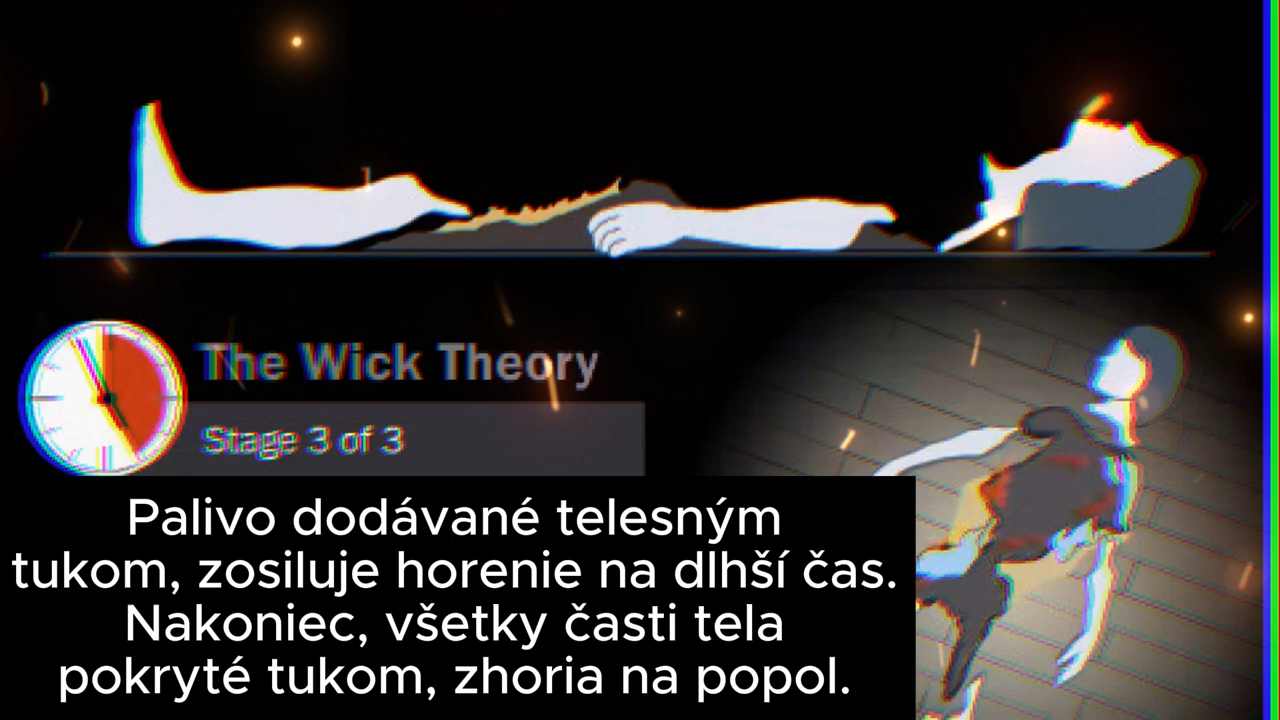 The Wick Theory
Stage 3 of 3
Palivo dodávané telesným
tukom, zosiluje horenie na dlhší čas.
Nakoniec, všetky časti tela
pokryté tukom, zhoria na popol.